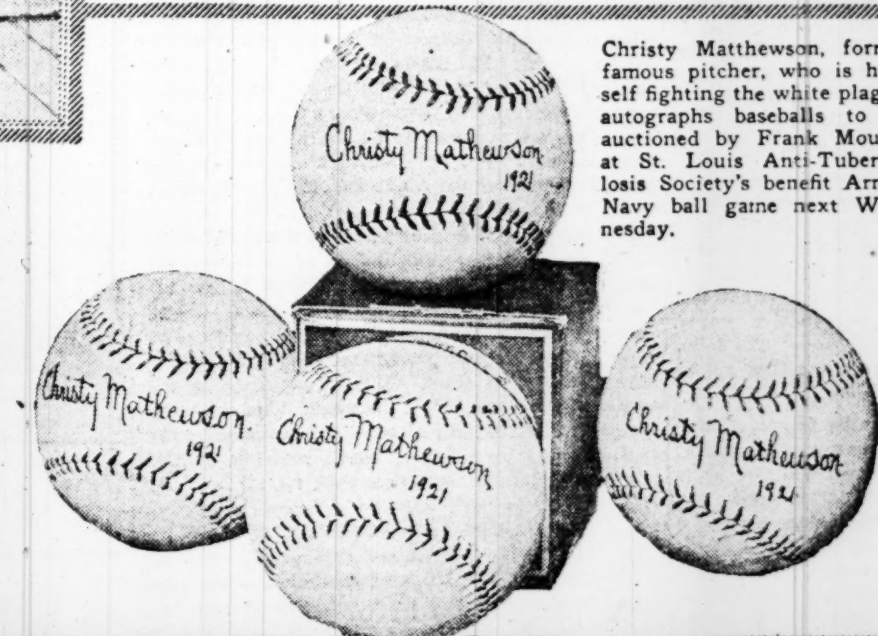 Christy Matthewson, for
famous pitcher, who is h
self fighting the white plag
autographs baseballs to
auctioned by Frank Mou
at St. Louis Anti-Tuber
losis Society's benefit Ar
Navy ball game next W
nesday.
Christy Mathewson
1921
Christy Mathewson.
1921
Christy Mathewson
1921
Christy Mathewson
1921